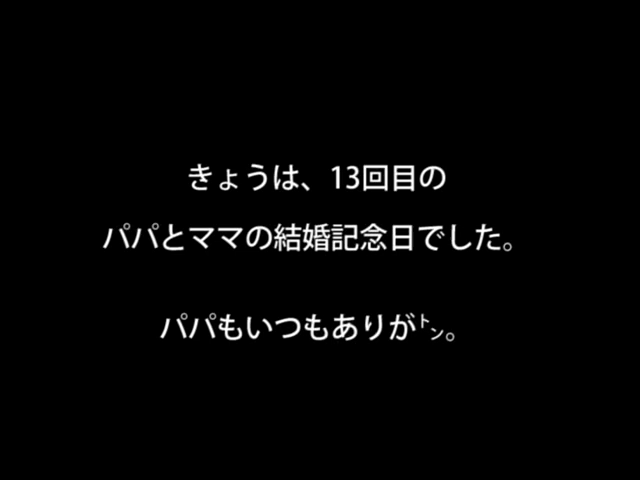 きょうは、13回目の
パパとママの結婚記念日でした。
パパもいつもありが㌧。